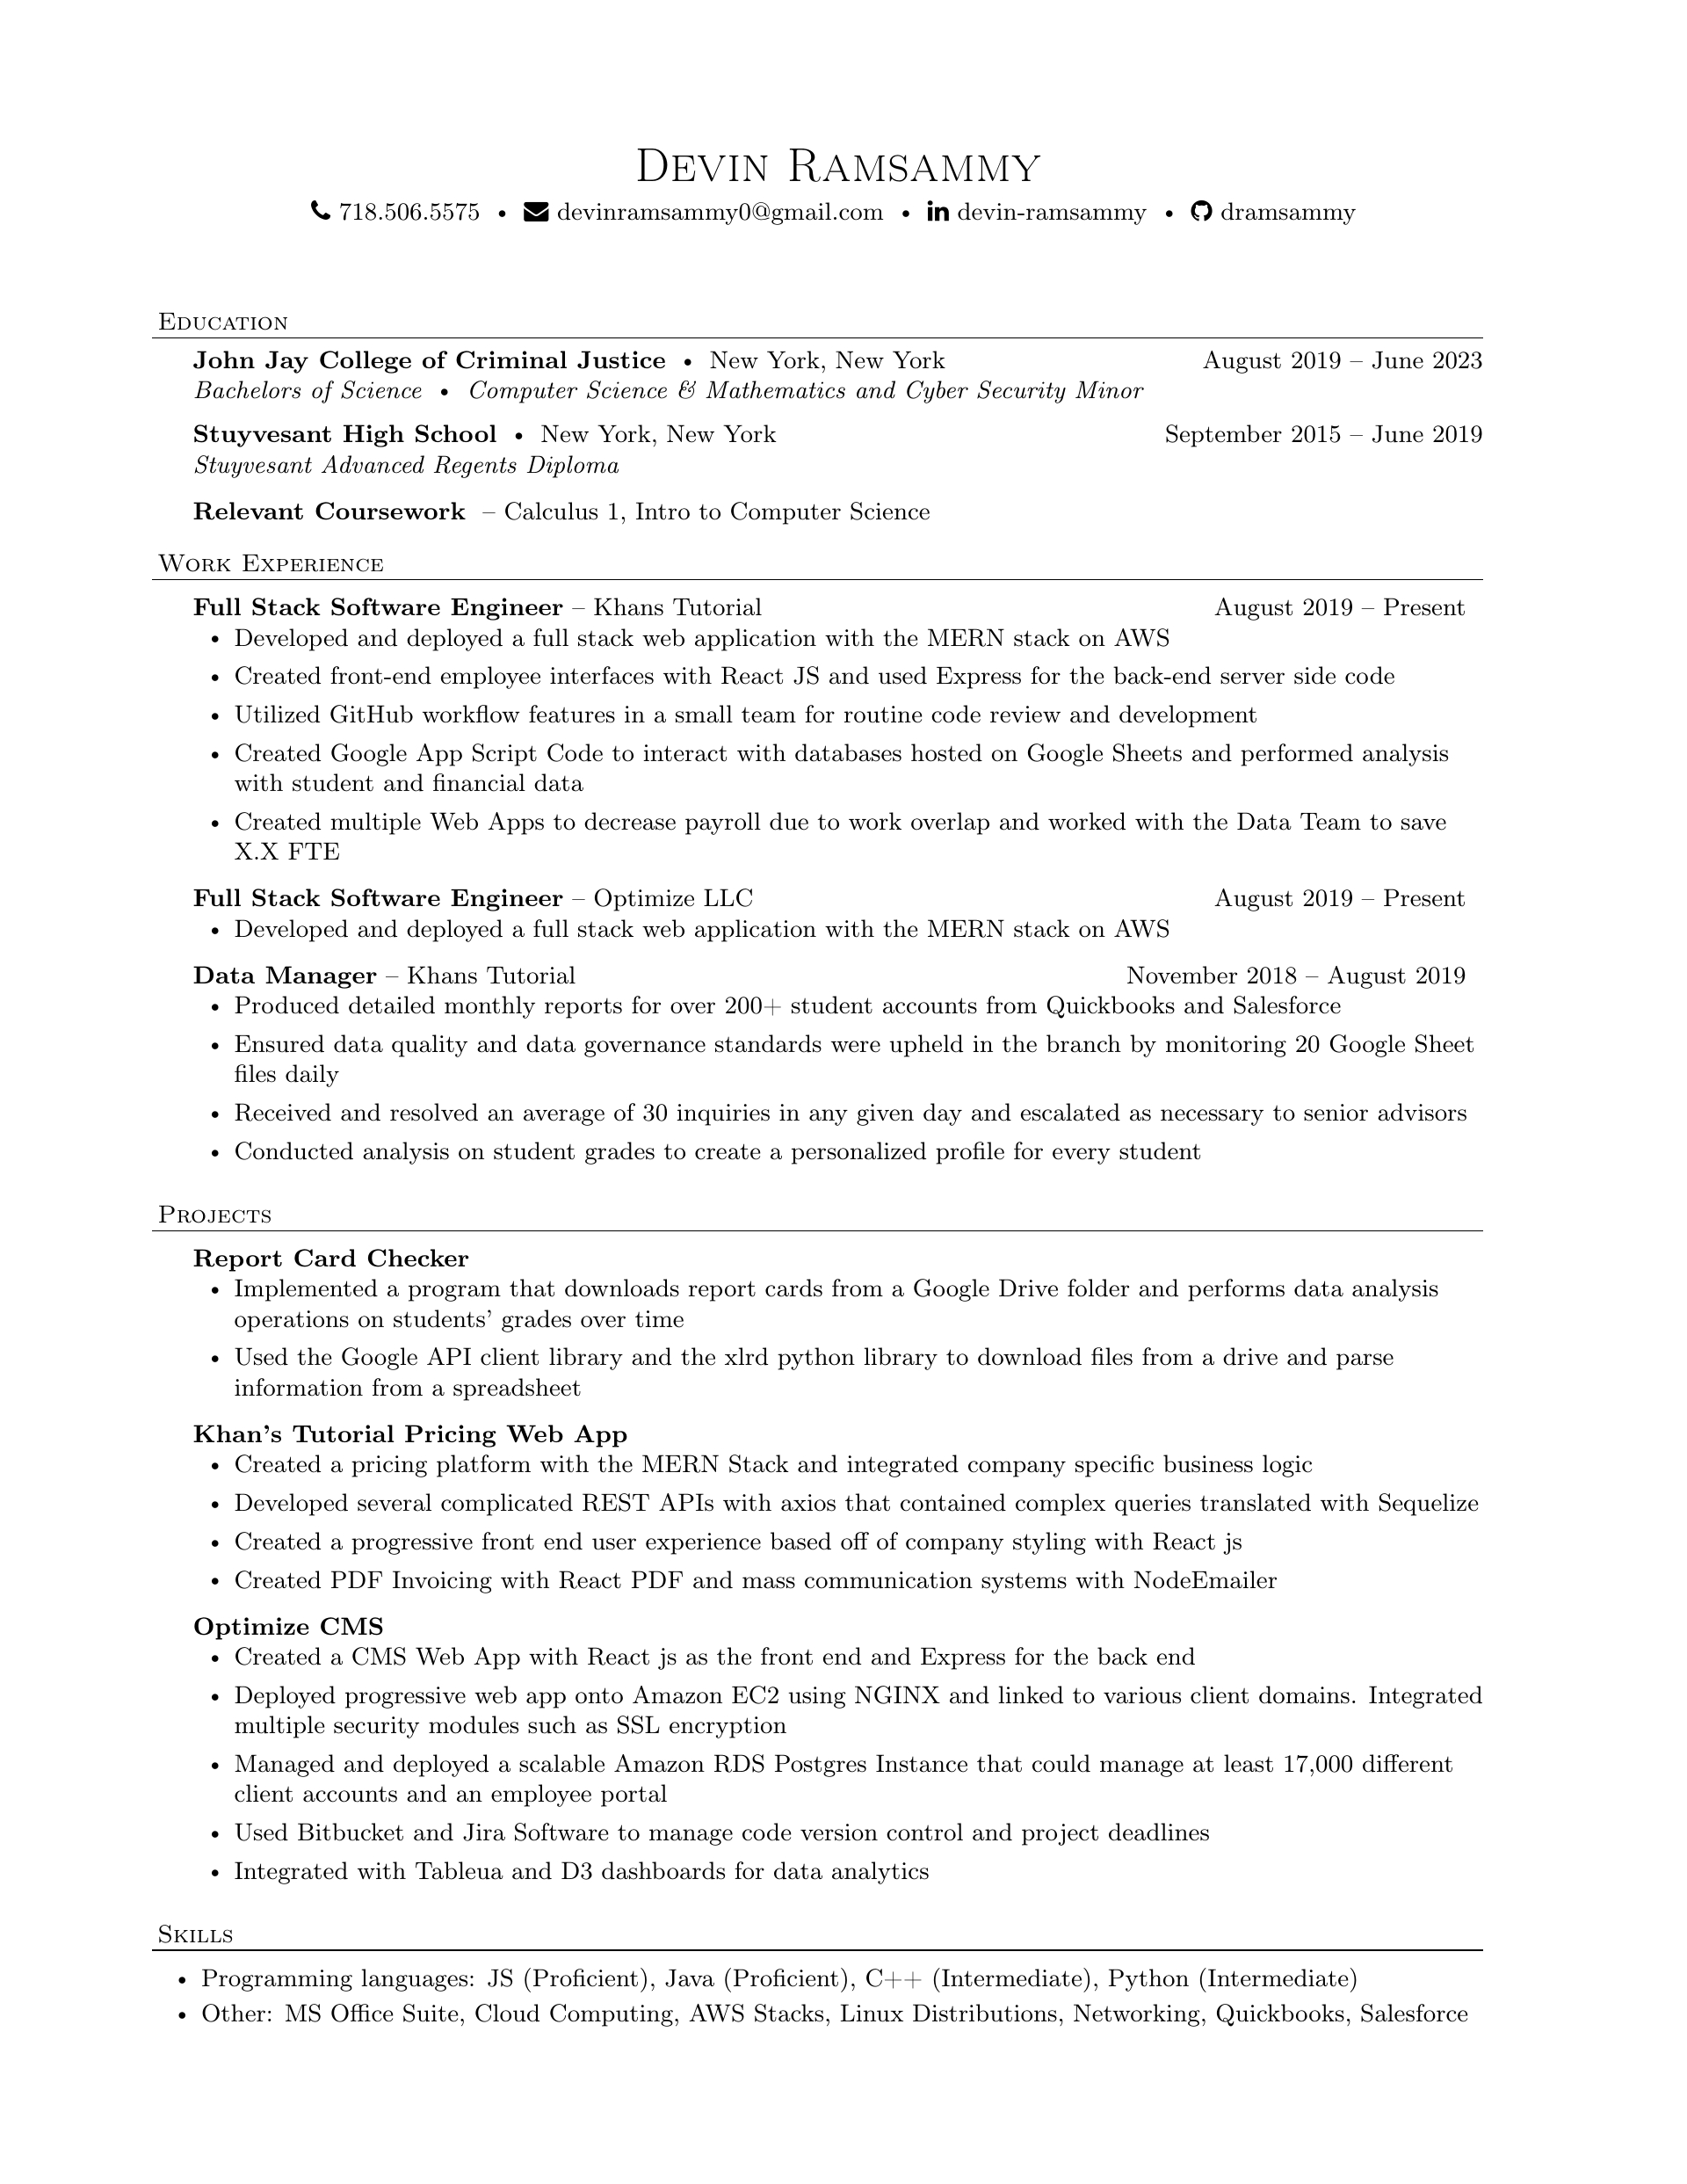 Devin Ramsammy
718.506.5575 • devinramsammy0@gmail.com • devin-ramsammy • dramsammy
Education
John Jay College of Criminal Justice • New York, New York August 2019 – June 2023
Bachelors of Science • Computer Science & Mathematics and Cyber Security Minor
Stuyvesant High School • New York, New York September 2015 – June 2019
Stuyvesant Advanced Regents Diploma
Relevant Coursework – Calculus 1, Intro to Computer Science
Work Experience
Full Stack Software Engineer – Khans Tutorial August 2019 – Present
• Developed and deployed a full stack web application with the MERN stack on AWS
• Created front-end employee interfaces with React JS and used Express for the back-end server side code
• Utilized GitHub workflow features in a small team for routine code review and development
• Created Google App Script Code to interact with databases hosted on Google Sheets and performed analysis
with student and financial data
• Created multiple Web Apps to decrease payroll due to work overlap and worked with the Data Team to save
X.X FTE
Full Stack Software Engineer – Optimize LLC August 2019 – Present
• Developed and deployed a full stack web application with the MERN stack on AWS
Data Manager – Khans Tutorial November 2018 – August 2019
• Produced detailed monthly reports for over 200+ student accounts from Quickbooks and Salesforce
• Ensured data quality and data governance standards were upheld in the branch by monitoring 20 Google Sheet
files daily
• Received and resolved an average of 30 inquiries in any given day and escalated as necessary to senior advisors
• Conducted analysis on student grades to create a personalized profile for every student
Projects
Report Card Checker
• Implemented a program that downloads report cards from a Google Drive folder and performs data analysis
operations on students' grades over time
• Used the Google API client library and the xlrd python library to download files from a drive and parse
information from a spreadsheet
Khan's Tutorial Pricing Web App
• Created a pricing platform with the MERN Stack and integrated company specific business logic
• Developed several complicated REST APIs with axios that contained complex queries translated with Sequelize
• Created a progressive front end user experience based off of company styling with React js
• Created PDF Invoicing with React PDF and mass communication systems with NodeEmailer
Optimize CMS
• Created a CMS Web App with React js as the front end and Express for the back end
• Deployed progressive web app onto Amazon EC2 using NGINX and linked to various client domains. Integrated
multiple security modules such as SSL encryption
• Managed and deployed a scalable Amazon RDS Postgres Instance that could manage at least 17,000 different
client accounts and an employee portal
• Used Bitbucket and Jira Software to manage code version control and project deadlines
• Integrated with Tableua and D3 dashboards for data analytics
Skills
• Programming languages: JS (Proficient), Java (Proficient), C++ (Intermediate), Python (Intermediate)
• Other: MS Office Suite, Cloud Computing, AWS Stacks, Linux Distributions, Networking, Quickbooks, Salesforce